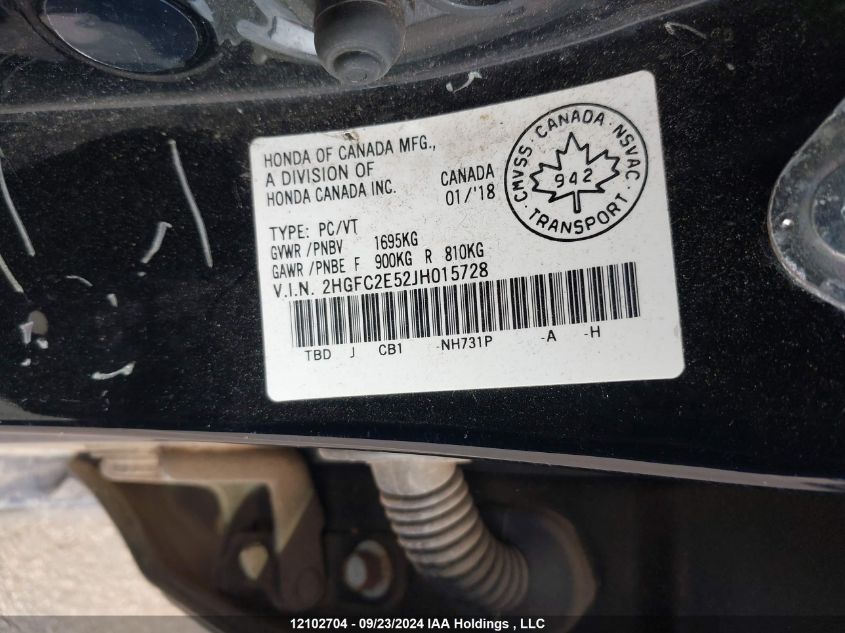 HONDA OF CANADA MFG.,
A DIVISION OF
HONDA CANADA INC.
CANADA
01/'18
CMVSS · CANADA · NSVAC
942
· TRANSPORT ·
TYPE: PC/VT
GVWR /PNBV 1695KG
GAWR /PNBE F 900KG R 810KG
V.I.N. 2HGFC2E52JH015728
TBD J CB1 -NH731P -A -H
12102704 - 09/23/2024 IAA Holdings , LLC